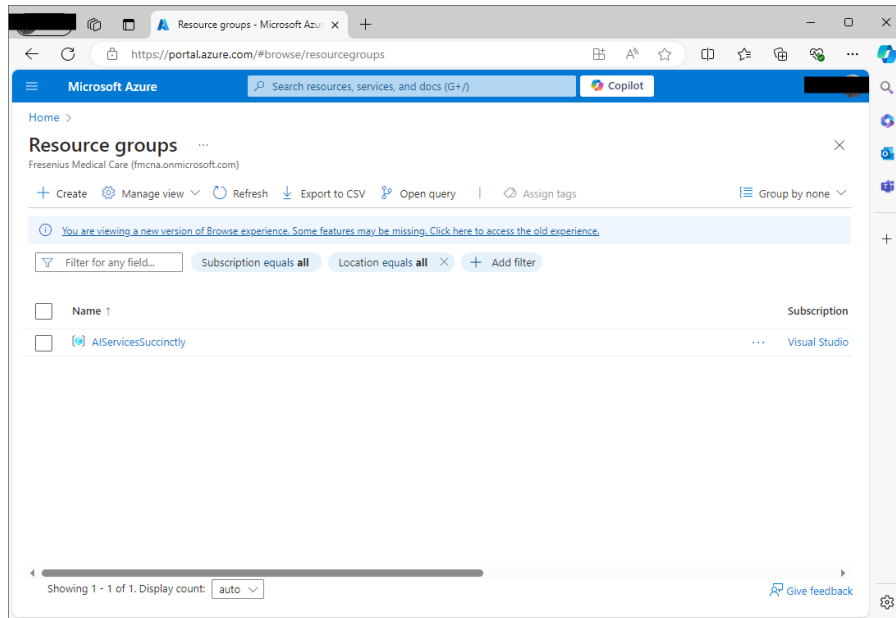 Resource groups - Microsoft Azur
https://portal.azure.com/#browse/resourcegroups
Microsoft Azure
Search resources, services, and docs (G+/)
Copilot
Home >
Resource groups ...
Fresenius Medical Care (fmcna.onmicrosoft.com)
Create Manage view Refresh Export to CSV Open query | Assign tags Group by none
You are viewing a new version of Browse experience. Some features may be missing. Click here to access the old experience.
Filter for any field... Subscription equals all Location equals all × + Add filter
Name ↑ Subscription
AIServicesSuccinctly ... Visual Studio
Showing 1 - 1 of 1. Display count: auto
Give feedback